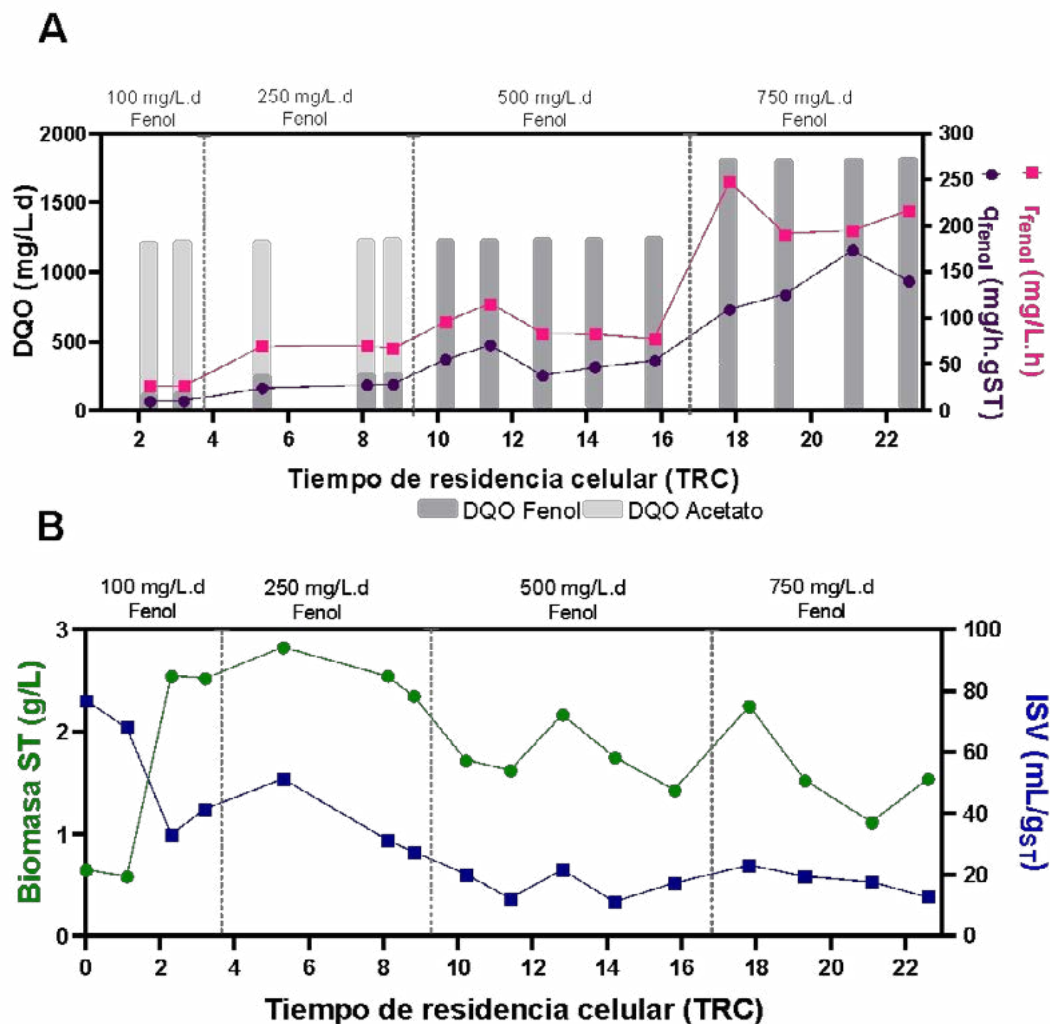 A
100 mg/L.d
Fenol
250 mg/L.d
Fenol
500 mg/L.d
Fenol
750 mg/L.d
Fenol
DQO (mg/L.d)
2000
1500
1000
500
0
300
250
200
150
100
50
0
qfenol (mg/h.gST)
rfenol (mg/L.h)
2 4 6 8 10 12 14 16 18 20 22
Tiempo de residencia celular (TRC)
DQO Fenol DQO Acetato
B
100 mg/L.d
Fenol
250 mg/L.d
Fenol
500 mg/L.d
Fenol
750 mg/L.d
Fenol
Biomasa ST (g/L)
3
2
1
0
100
80
60
40
20
0
ISV (mL/gST)
0 2 4 6 8 10 12 14 16 18 20 22
Tiempo de residencia celular (TRC)